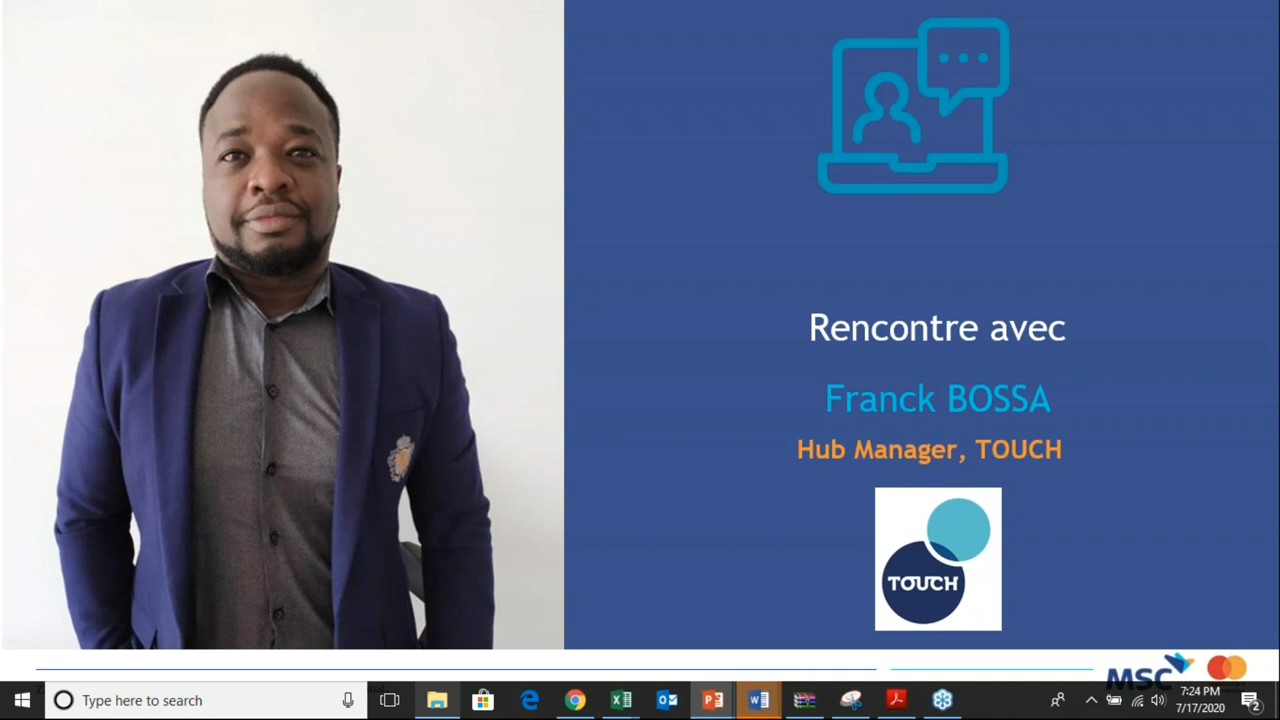 Rencontre avec
Franck BOSSA
Hub Manager, TOUCH
TOUCH
MSC
Type here to search
7:24 PM
7/17/2020
2